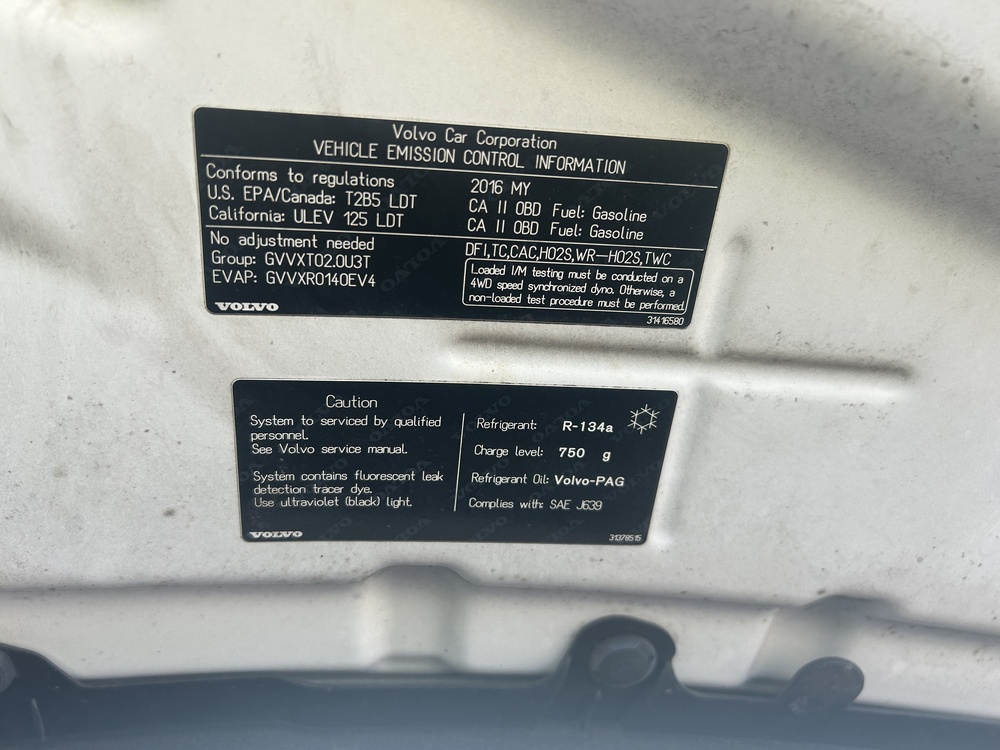 Volvo Car Corporation
VEHICLE EMISSION CONTROL INFORMATION
Conforms to regulations
U.S. EPA/Canada: T2B5 LDT
California: ULEV 125 LDT
2016 MY
CA II OBD Fuel: Gasoline
CA II OBD Fuel: Gasoline
No adjustment needed
Group: GVVXT02.0U3T
EVAP: GVVXR0140EV4
DFI,TC,CAC,HO2S,WR-HO2S,TWC
Loaded I/M testing must be conducted on a
4WD speed synchronized dyno. Otherwise, a
non-loaded test procedure must be performed.
VOLVO
31416580
Caution
System to serviced by qualified
personnel.
See Volvo service manual.
System contains fluorescent leak
detection tracer dye.
Use ultraviolet (black) light.
VOLVO
Refrigerant: R-134a
Charge level: 750 g
Refrigerant Oil: Volvo-PAG
Complies with: SAE J639
31378515